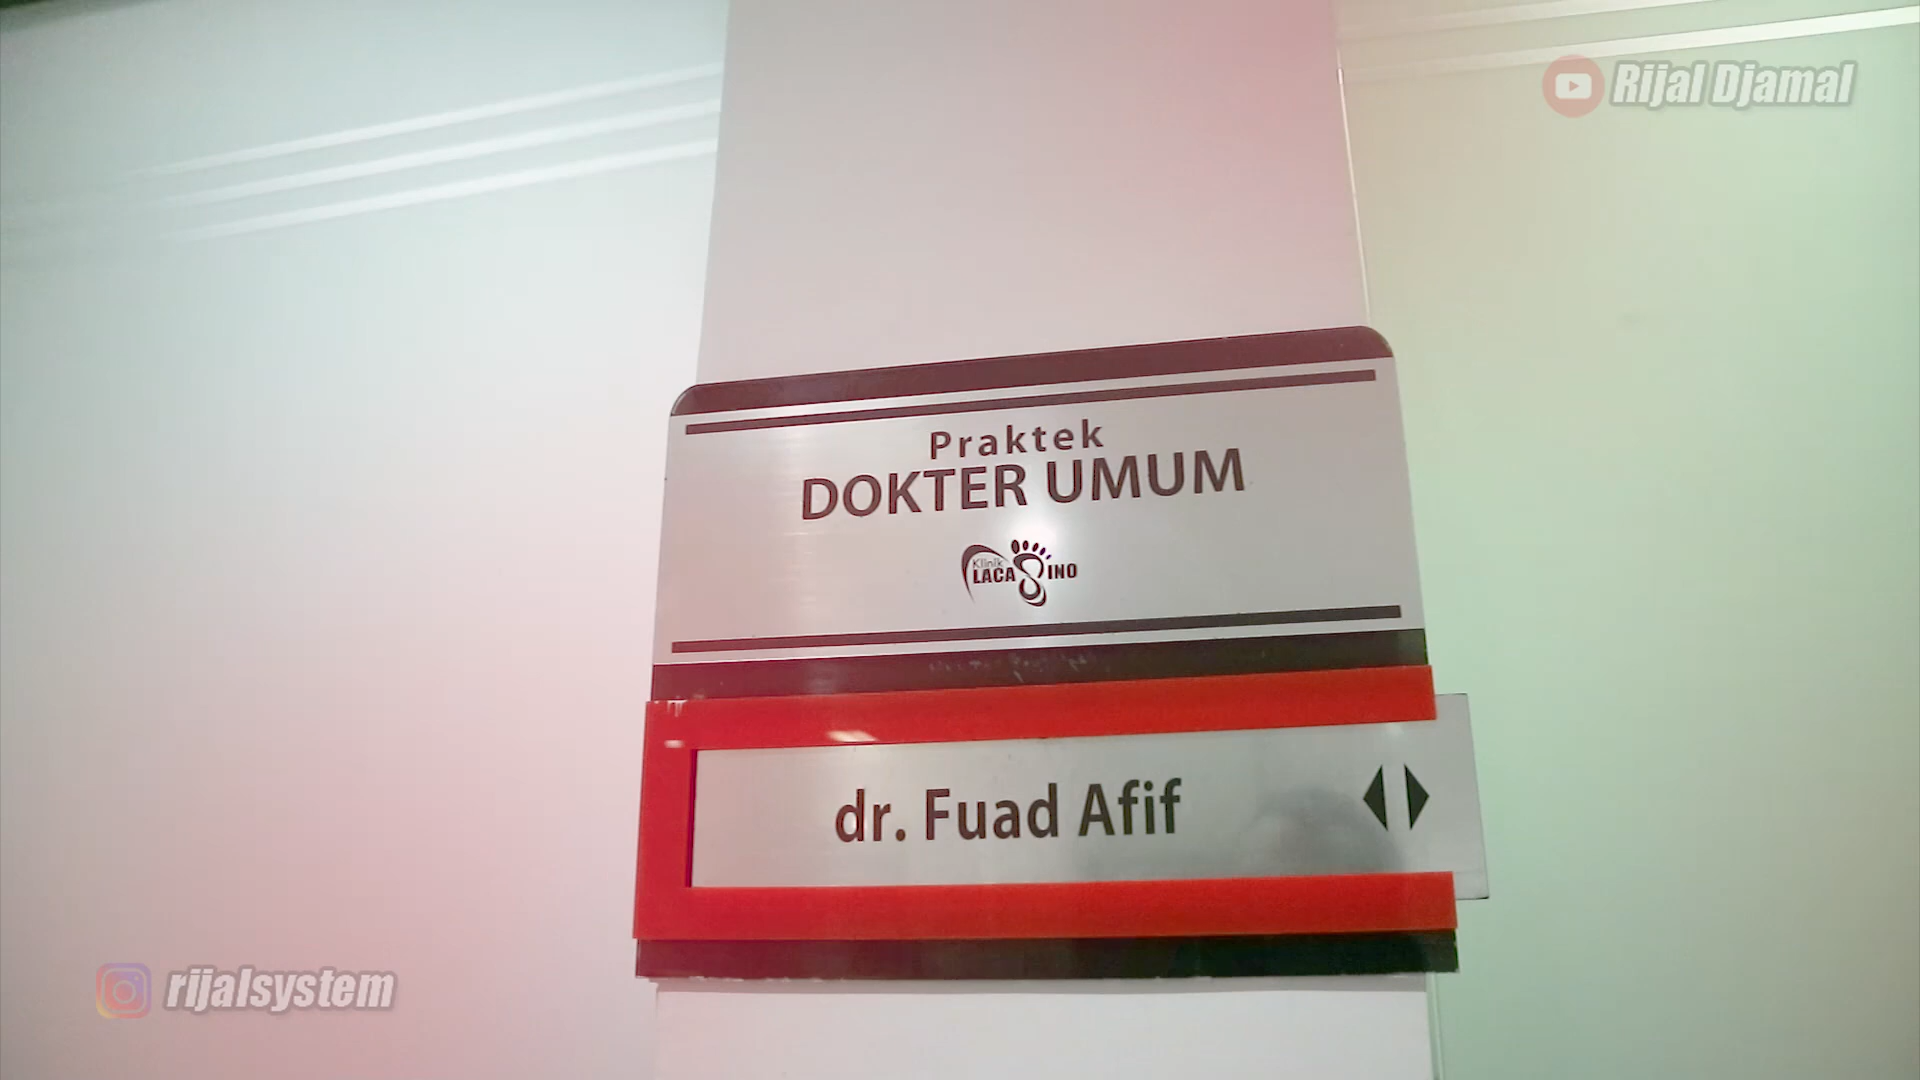 Rijal Djamal
Praktek
DOKTER UMUM
Klinik
LACASINO
dr. Fuad Afif
rijalsystem